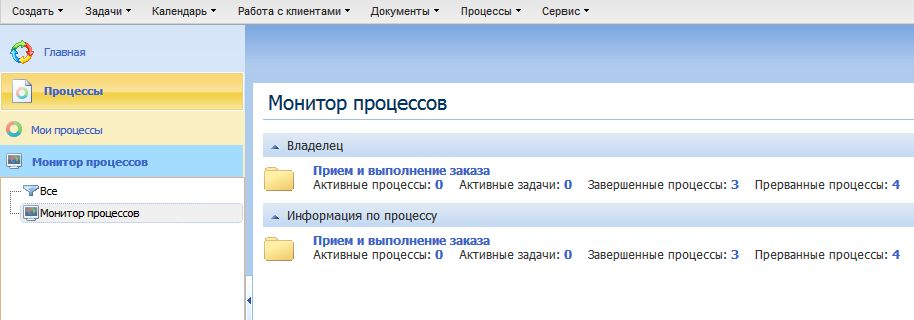 Создать Задачи Календарь Работа с клиентами Документы Процессы Сервис
Главная
Процессы
Мои процессы
Монитор процессов
Все
Монитор процессов
Монитор процессов
Владелец
Прием и выполнение заказа
Активные процессы: 0 Активные задачи: 0 Завершенные процессы: 3 Прерванные процессы: 4
Информация по процессу
Прием и выполнение заказа
Активные процессы: 0 Активные задачи: 0 Завершенные процессы: 3 Прерванные процессы: 4